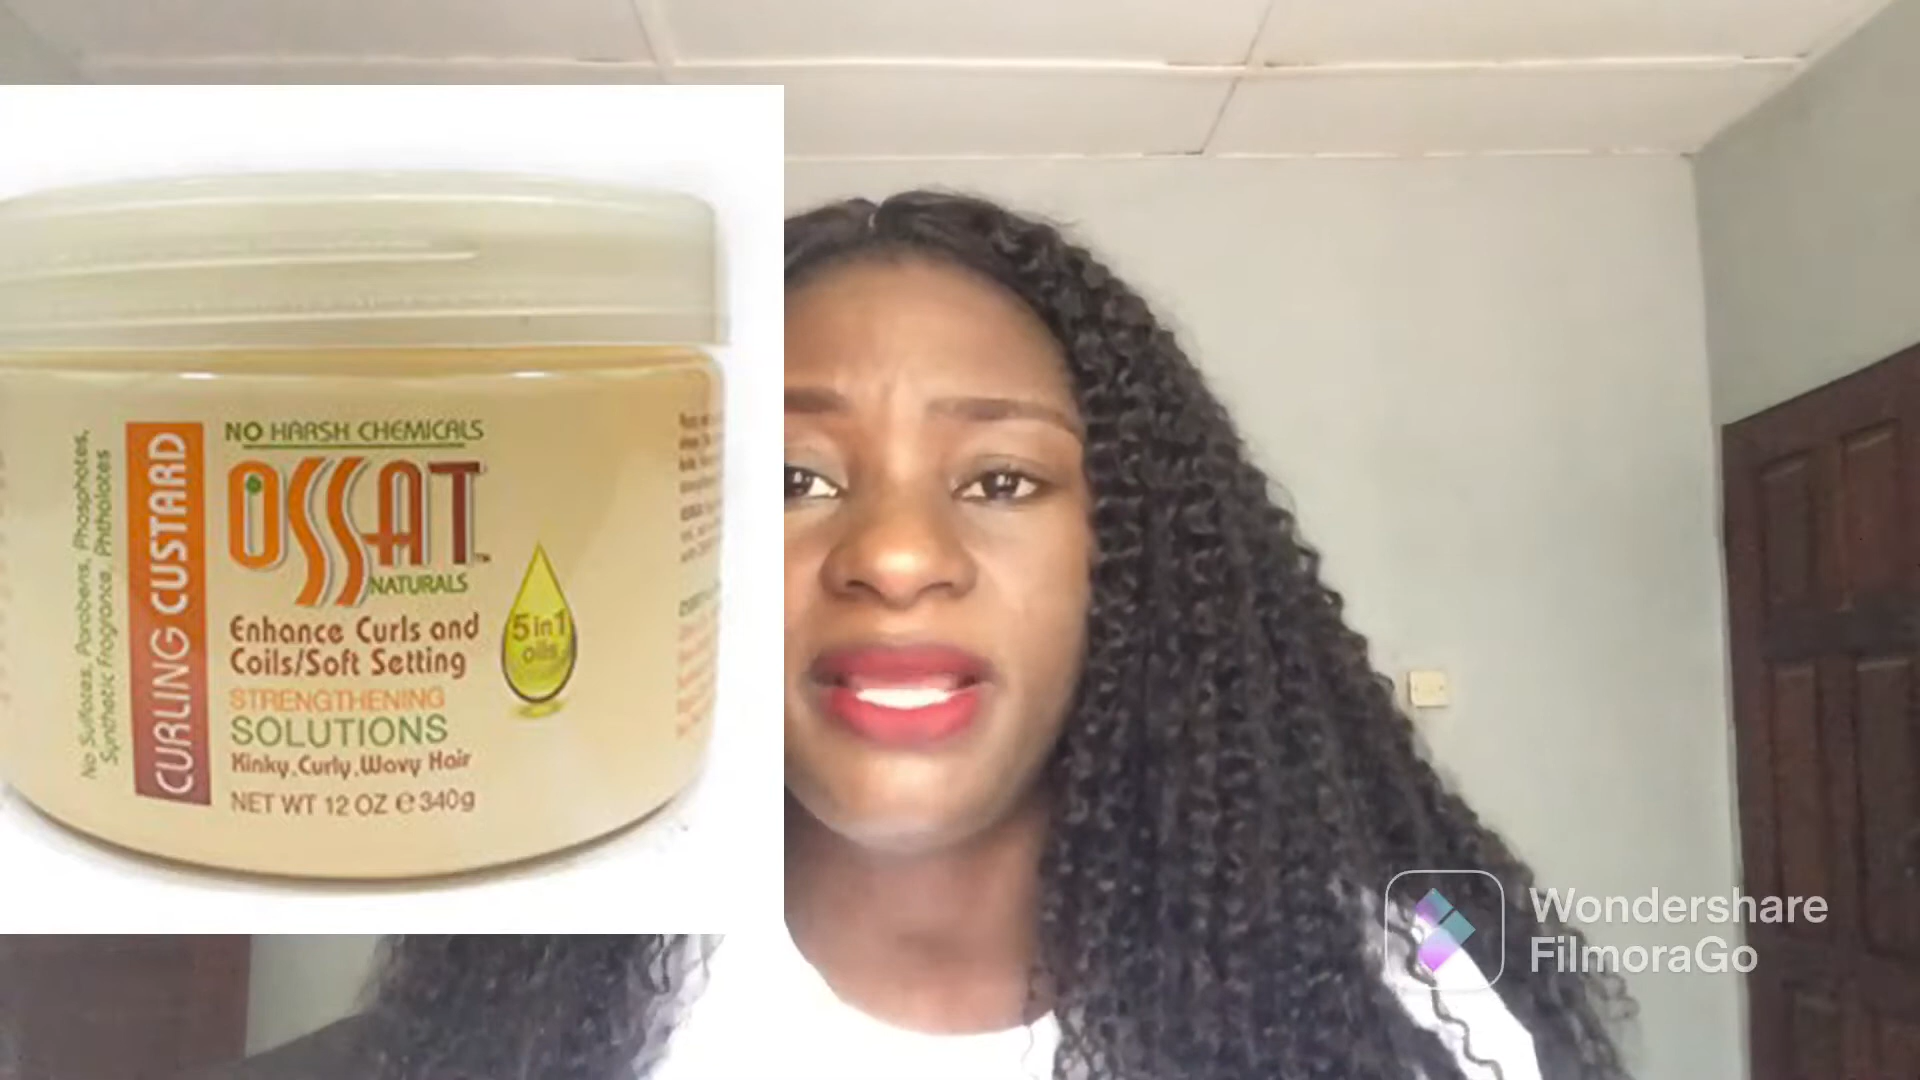 No Sulfates, Parabens, Phosphates,
Synthetic Fragrance, Phthalates
CURLING CUSTARD
NO HARSH CHEMICALS
OSSAT
NATURALS
Enhance Curls and
Coils/Soft Setting
STRENGTHENING
SOLUTIONS
Kinky,Curly,Wavy Hair
NET WT 12 OZ e 340g
5 in 1
oils
Wondershare
FilmoraGo